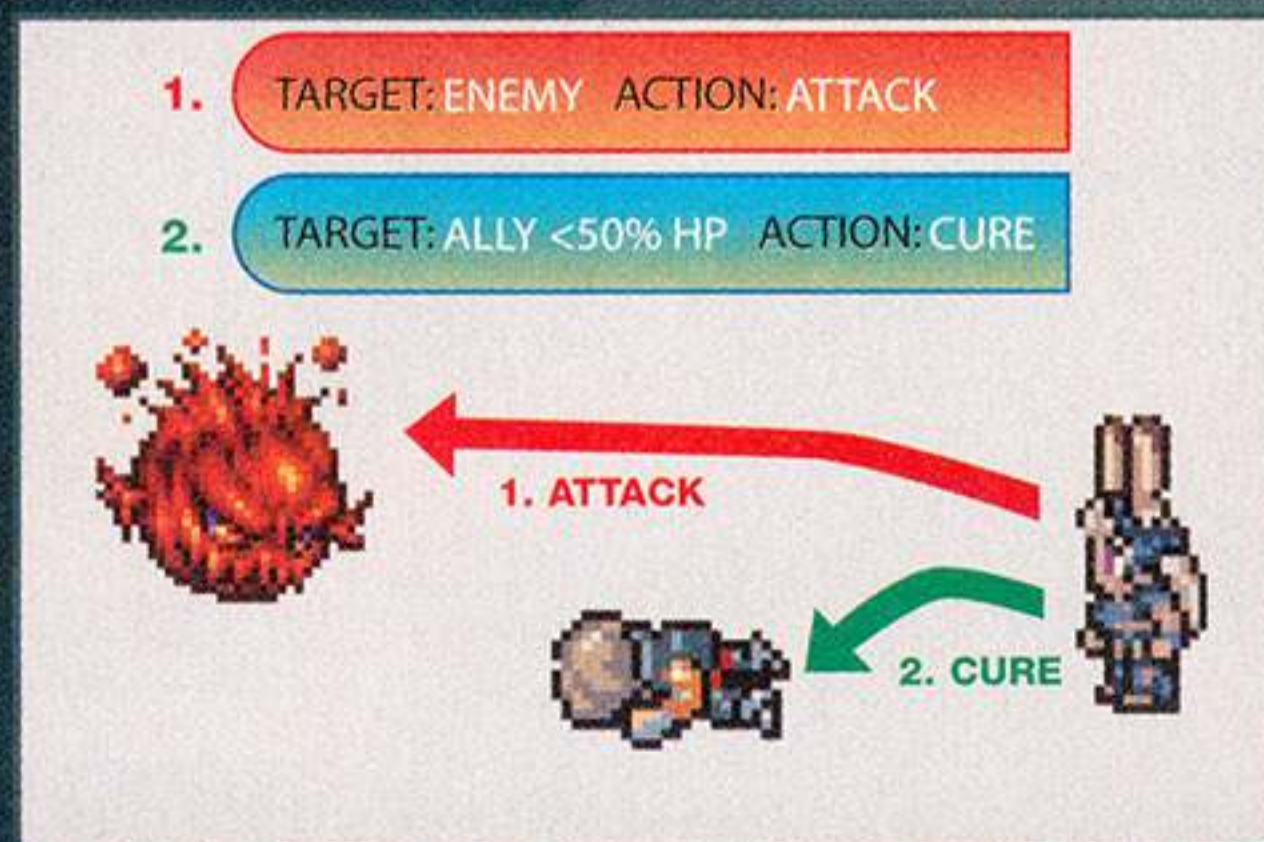 1. TARGET: ENEMY ACTION: ATTACK
2. TARGET: ALLY <50% HP ACTION: CURE
1. ATTACK
2. CURE